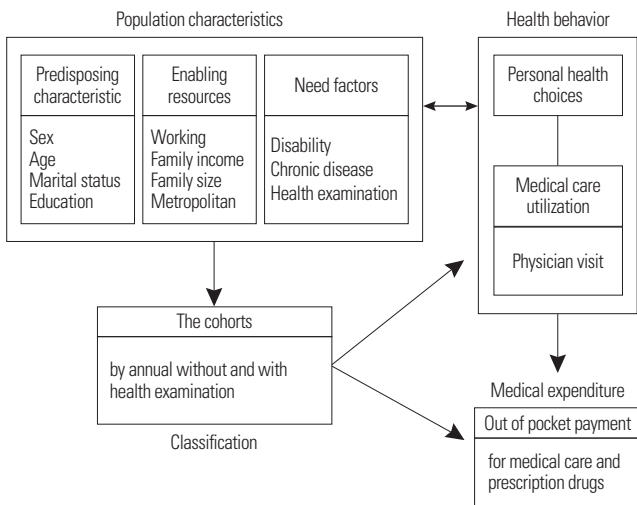 Population characteristics
Predisposing
characteristic
Sex
Age
Marital status
Education
Enabling
resources
Working
Family income
Family size
Metropolitan
Need factors
Disability
Chronic disease
Health examination
Health behavior
Personal health
choices
Medical care
utilization
Physician visit
The cohorts
by annual without and with
health examination
Classification
Medical expenditure
Out of pocket payment
for medical care and
prescription drugs